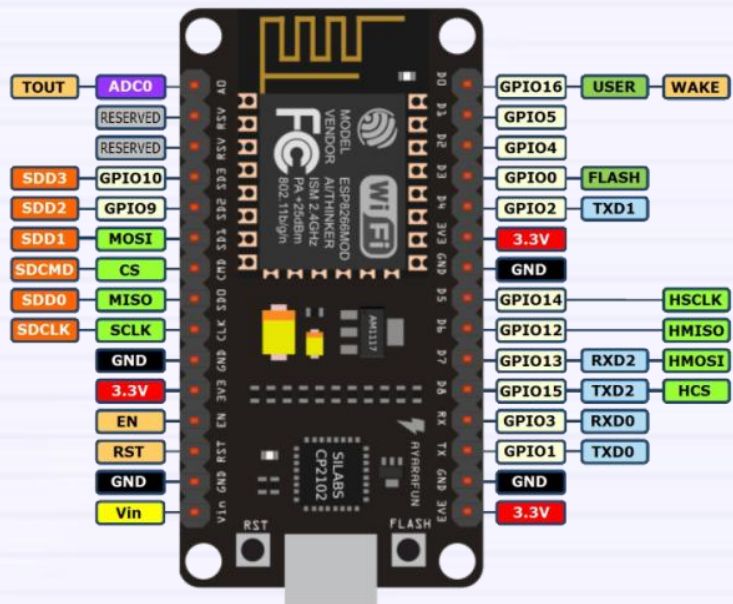 TOUT ADC0 A0 D0 GPIO16 USER WAKE
RESERVED RSV D1 GPIO5
RESERVED RSV D2 GPIO4
SDD3 GPIO10 SD3 D3 GPIO0 FLASH
SDD2 GPIO9 SD2 D4 GPIO2 TXD1
SDD1 MOSI SD1 3V3 3.3V
SDCMD CS CMD GND GND
SDD0 MISO SD0 D5 GPIO14 HSCLK
SDCLK SCLK CLK D6 GPIO12 HMISO
GND GND D7 GPIO13 RXD2 HMOSI
3.3V 3V3 D8 GPIO15 TXD2 HCS
EN EN RX GPIO3 RXD0
RST RST TX GPIO1 TXD0
GND GND GND GND
Vin Vin 3V3 3.3V
MODEL ESP8266MOD
VENDOR AI/THINKER
ISM 2.4GHz
PA +25dBm
802.11b/g/n
FC
Wi Fi
AM1117
SILABS
CP2102
AYARAFUN
RST
FLASH